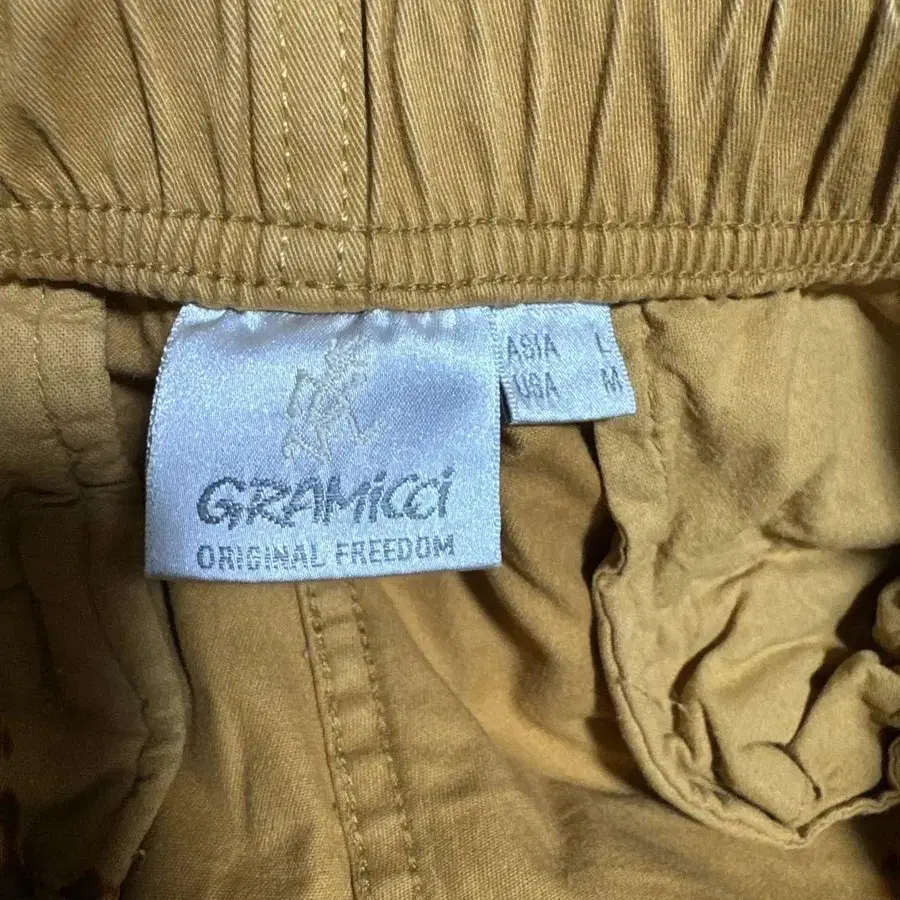 GRAMiCCi
ORIGINAL FREEDOM
ASIA L
USA M